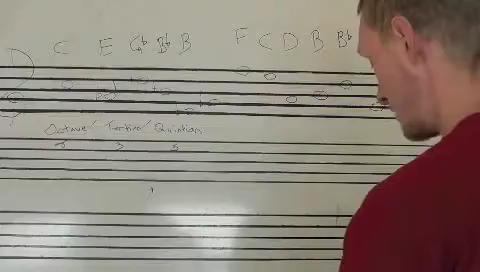 C E G♭ B♭ B F C D B B♭
Octave / Tertian / Quintian